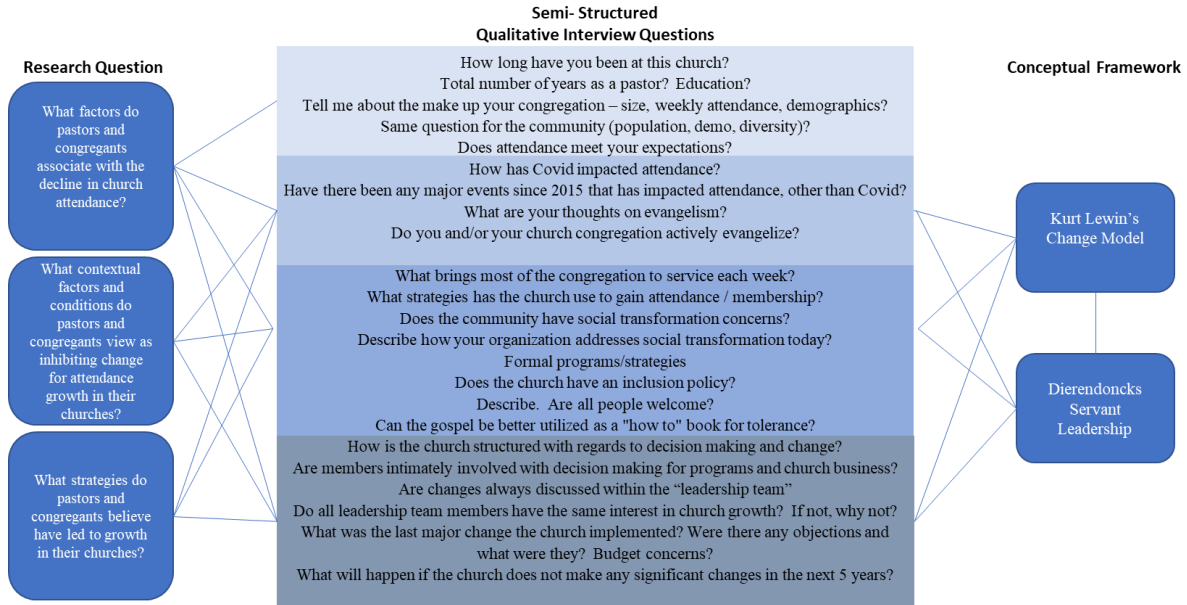 Semi- Structured
Qualitative Interview Questions
Research Question
What factors do
pastors and
congregants
associate with the
decline in church
attendance?
What contextual
factors and
conditions do
pastors and
congregants view as
inhibiting change
for attendance
growth in their
churches?
What strategies do
pastors and
congregants believe
have led to growth
in their churches?
How long have you been at this church?
Total number of years as a pastor?  Education?
Tell me about the make up your congregation – size, weekly attendance, demographics?
Same question for the community (population, demo, diversity)?
Does attendance meet your expectations?
How has Covid impacted attendance?
Have there been any major events since 2015 that has impacted attendance, other than Covid?
What are your thoughts on evangelism?
Do you and/or your church congregation actively evangelize?
What brings most of the congregation to service each week?
What strategies has the church use to gain attendance / membership?
Does the community have social transformation concerns?
Describe how your organization addresses social transformation today?
Formal programs/strategies
Does the church have an inclusion policy?
Describe.  Are all people welcome?
Can the gospel be better utilized as a "how to" book for tolerance?
How is the church structured with regards to decision making and change?
Are members intimately involved with decision making for programs and church business?
Are changes always discussed within the “leadership team”
Do all leadership team members have the same interest in church growth?  If not, why not?
What was the last major change the church implemented? Were there any objections and
what were they?  Budget concerns?
What will happen if the church does not make any significant changes in the next 5 years?
Conceptual Framework
Kurt Lewin’s
Change Model
Dierendoncks
Servant
Leadership